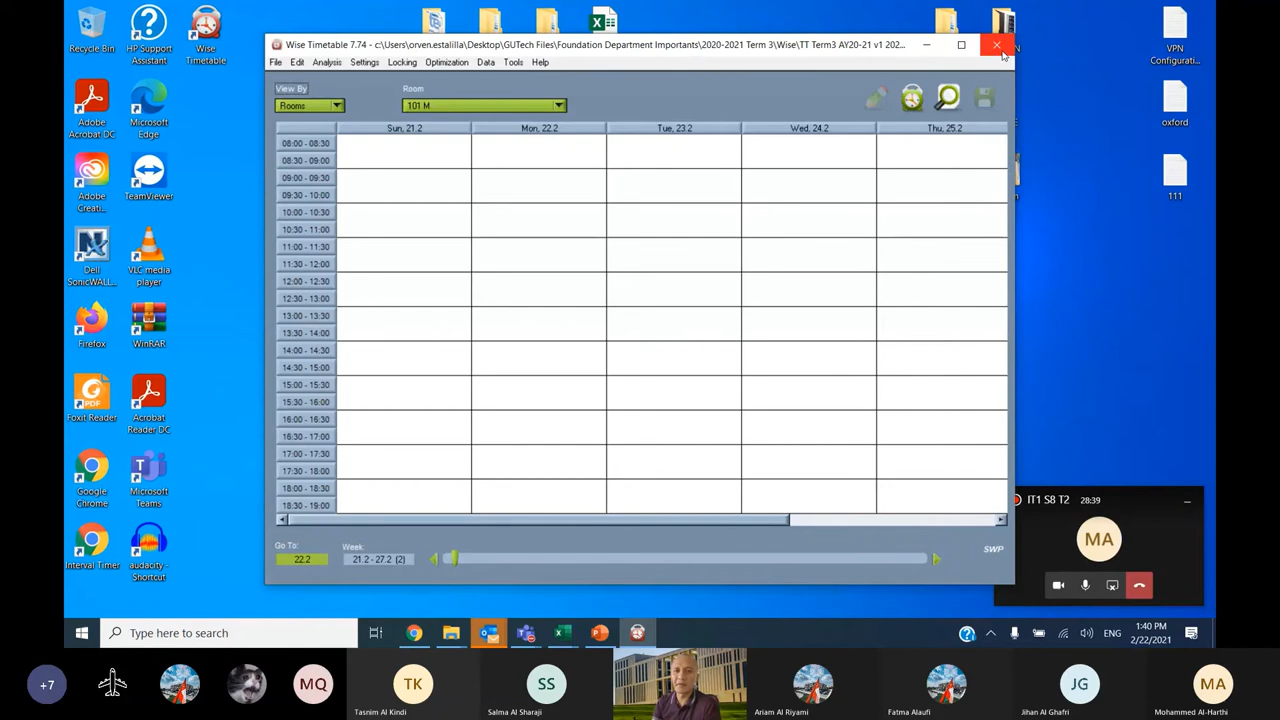 Recycle Bin
HP Support
Assistant
Wise
Timetable
Adobe
Acrobat DC
Microsoft
Edge
Adobe
Creati...
TeamViewer
Dell
SonicWALL...
VLC media
player
Firefox
WinRAR
Foxit Reader
Acrobat
Reader DC
Google
Chrome
Microsoft
Teams
Interval Timer
audacity -
Shortcut
VPN
Configurati...
oxford
111
Wise Timetable 7.74 - c:\Users\orven.estalilla\Desktop\GUTech Files\Foundation Department Importants\2020-2021 Term 3\Wise\TT Term3 AY20-21 v1 202...
File Edit Analysis Settings Locking Optimization Data Tools Help
View By
Rooms
Room
101 M
Sun, 21.2 Mon, 22.2 Tue, 23.2 Wed, 24.2 Thu, 25.2
08:00 - 08:30
08:30 - 09:00
09:00 - 09:30
09:30 - 10:00
10:00 - 10:30
10:30 - 11:00
11:00 - 11:30
11:30 - 12:00
12:00 - 12:30
12:30 - 13:00
13:00 - 13:30
13:30 - 14:00
14:00 - 14:30
14:30 - 15:00
15:00 - 15:30
15:30 - 16:00
16:00 - 16:30
16:30 - 17:00
17:00 - 17:30
17:30 - 18:00
18:00 - 18:30
18:30 - 19:00
Go To:
22.2
Week:
21.2 - 27.2 (2)
SWP
IT1 S8 T2 28:39
MA
Type here to search
ENG
1:40 PM
2/22/2021
+7
MQ
TK
Tasnim Al Kindi
SS
Salma Al Sharaji
Ariam Al Riyami
Fatma Alaufi
JG
Jihan Al Ghafri
MA
Mohammed Al-Harthi